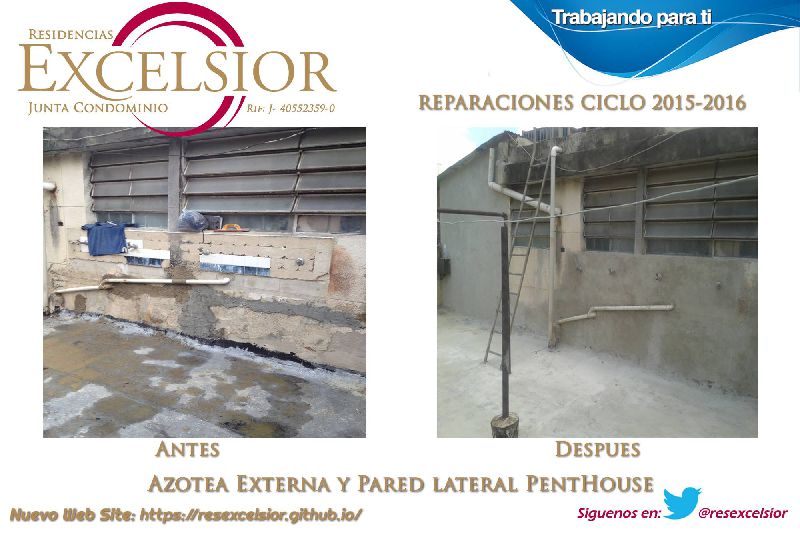 RESIDENCIAS
EXCELSIOR
JUNTA CONDOMINIO
RIF: J- 40552359-0
Trabajando para ti
REPARACIONES CICLO 2015-2016
ANTES
DESPUES
AZOTEA EXTERNA Y PARED LATERAL PENTHOUSE
Nuevo Web Site: https://resexcelsior.github.io/
Siguenos en:
@resexcelsior